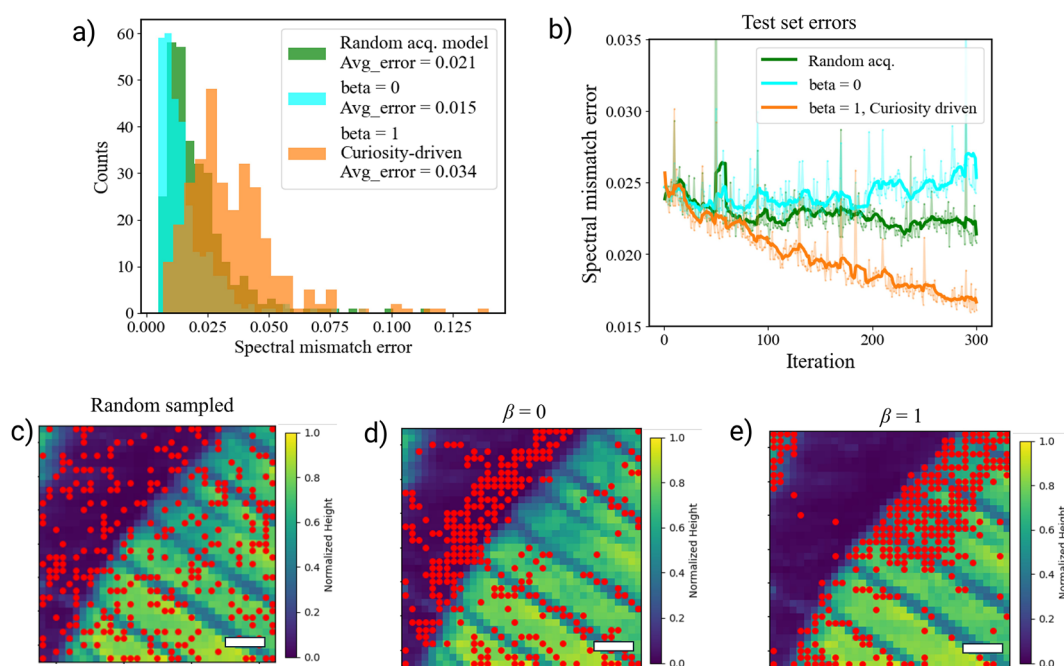 a)
60
50
40
30
20
10
0
Counts
0.000 0.025 0.050 0.075 0.100 0.125
Spectral mismatch error
Random acq. model
Avg_error = 0.021
beta = 0
Avg_error = 0.015
beta = 1
Curiosity-driven
Avg_error = 0.034
b)
Test set errors
0.035
0.030
0.025
0.020
0.015
Spectral mismatch error
0 100 200 300
Iteration
Random acq.
beta = 0
beta = 1, Curiosity driven
c)
Random sampled
1.0
0.8
0.6
0.4
0.2
0.0
Normalized Height
d)
β = 0
1.0
0.8
0.6
0.4
0.2
0.0
Normalized Height
e)
β = 1
1.0
0.8
0.6
0.4
0.2
0.0
Normalized Height